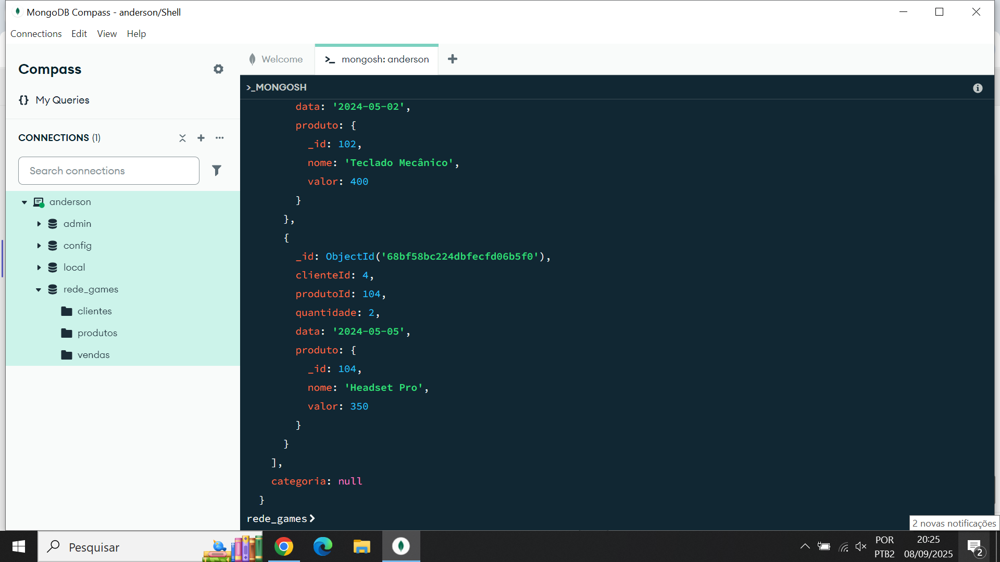 MongoDB Compass - anderson/Shell
Connections Edit View Help
Compass
{} My Queries
CONNECTIONS (1)
Search connections
anderson
admin
config
local
rede_games
clientes
produtos
vendas
Welcome
>_ mongosh: anderson
>_MONGOSH
data: '2024-05-02',
produto: {
_id: 102,
nome: 'Teclado Mecânico',
valor: 400
}
},
{
_id: ObjectId('68bf58bc224dbfecfd06b5f0'),
clienteId: 4,
produtoId: 104,
quantidade: 2,
data: '2024-05-05',
produto: {
_id: 104,
nome: 'Headset Pro',
valor: 350
}
}
],
categoria: null
}
rede_games>
2 novas notificações
Pesquisar
POR
PTB2
20:25
08/09/2025
2